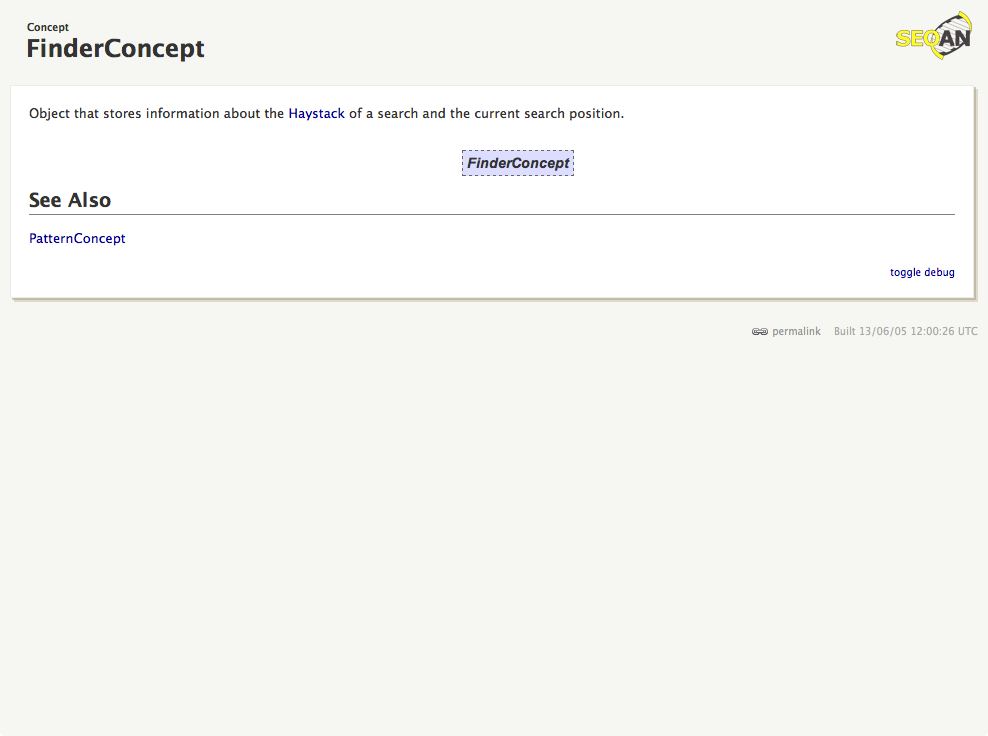 Concept
FinderConcept
SEQAN
Object that stores information about the Haystack of a search and the current search position.
FinderConcept
See Also
PatternConcept
toggle debug
permalink Built 13/06/05 12:00:26 UTC